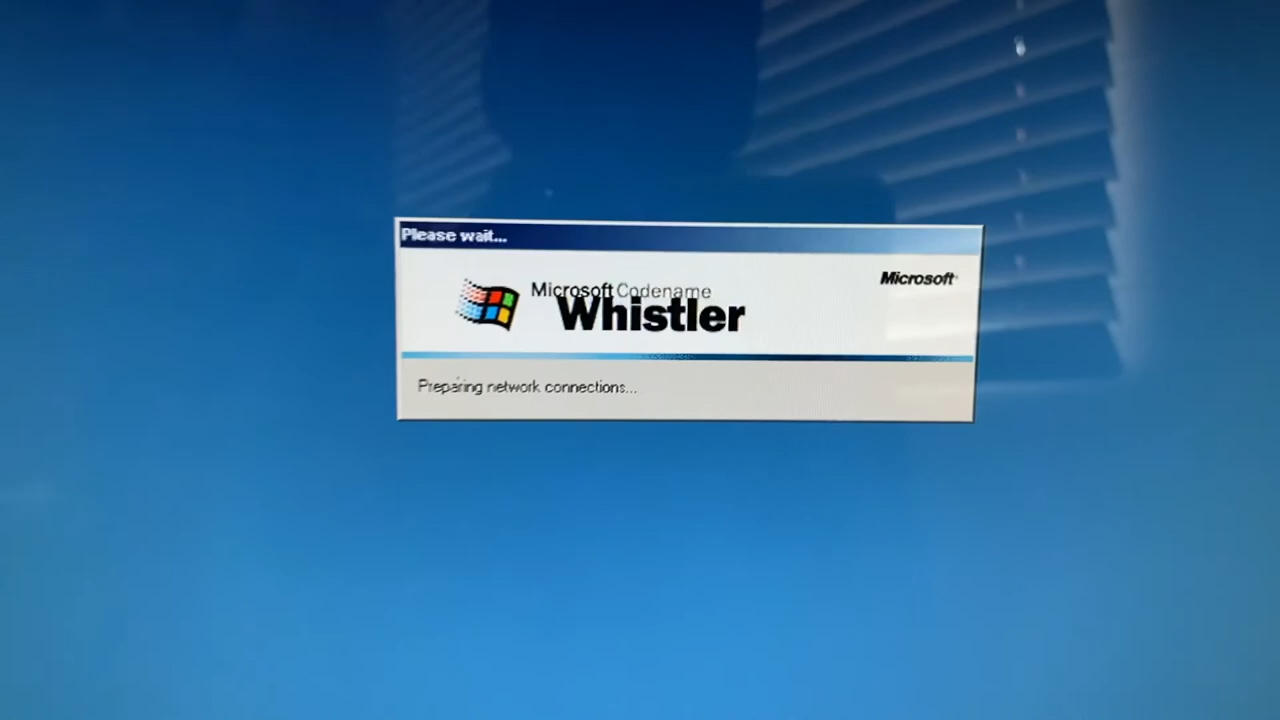 Please wait...
Microsoft
Microsoft Codename
Whistler
Preparing network connections...